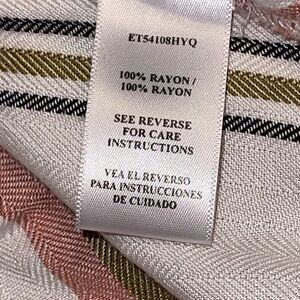 ET54108HYQ
100% RAYON /
100% RAYON
SEE REVERSE
FOR CARE
INSTRUCTIONS
VEA EL REVERSO
PARA INSTRUCCIONES
DE CUIDADO